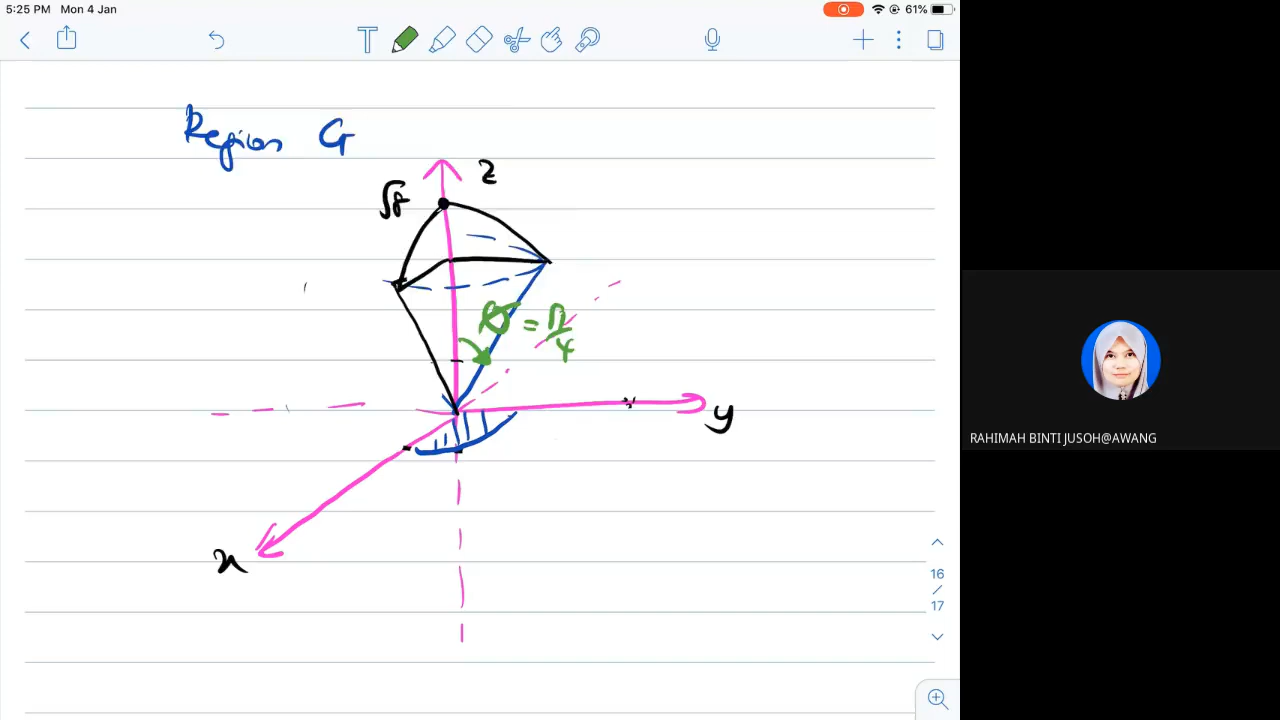 5:25 PM Mon 4 Jan
61%
T
Region G
z
√8
Ø = π/4
y
x
16
/
17
RAHIMAH BINTI JUSOH@AWANG